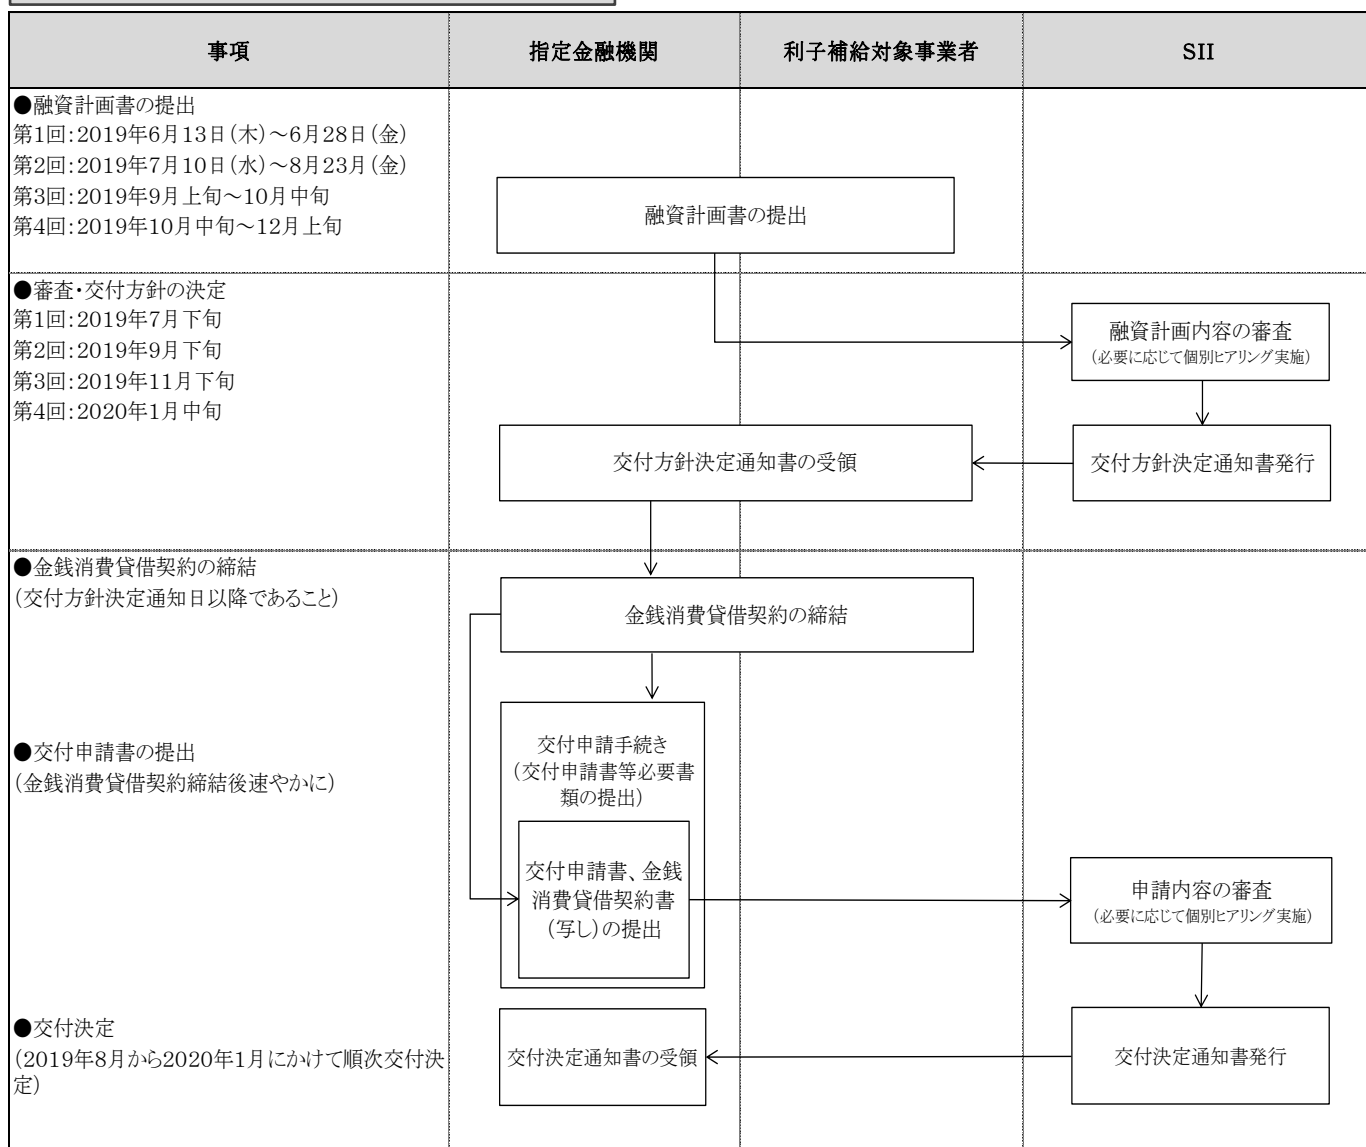 事項 指定金融機関 利子補給対象事業者 SII
●融資計画書の提出
第1回：2019年6月13日（木）～6月28日（金）
第2回：2019年7月10日（水）～8月23日（金）
第3回：2019年9月上旬～10月中旬
第4回：2019年10月中旬～12月上旬
融資計画書の提出
●審査・交付方針の決定
第1回：2019年7月下旬
第2回：2019年9月下旬
第3回：2019年11月下旬
第4回：2020年1月中旬
融資計画内容の審査
（必要に応じて個別ヒアリング実施）
交付方針決定通知書の受領
交付方針決定通知書発行
●金銭消費貸借契約の締結
（交付方針決定通知日以降であること）
金銭消費貸借契約の締結
●交付申請書の提出
（金銭消費貸借契約締結後速やかに）
交付申請手続き
（交付申請書等必要書
類の提出）
交付申請書、金銭
消費貸借契約書
（写し）の提出
申請内容の審査
（必要に応じて個別ヒアリング実施）
●交付決定
（2019年8月から2020年1月にかけて順次交付決
定）
交付決定通知書の受領
交付決定通知書発行